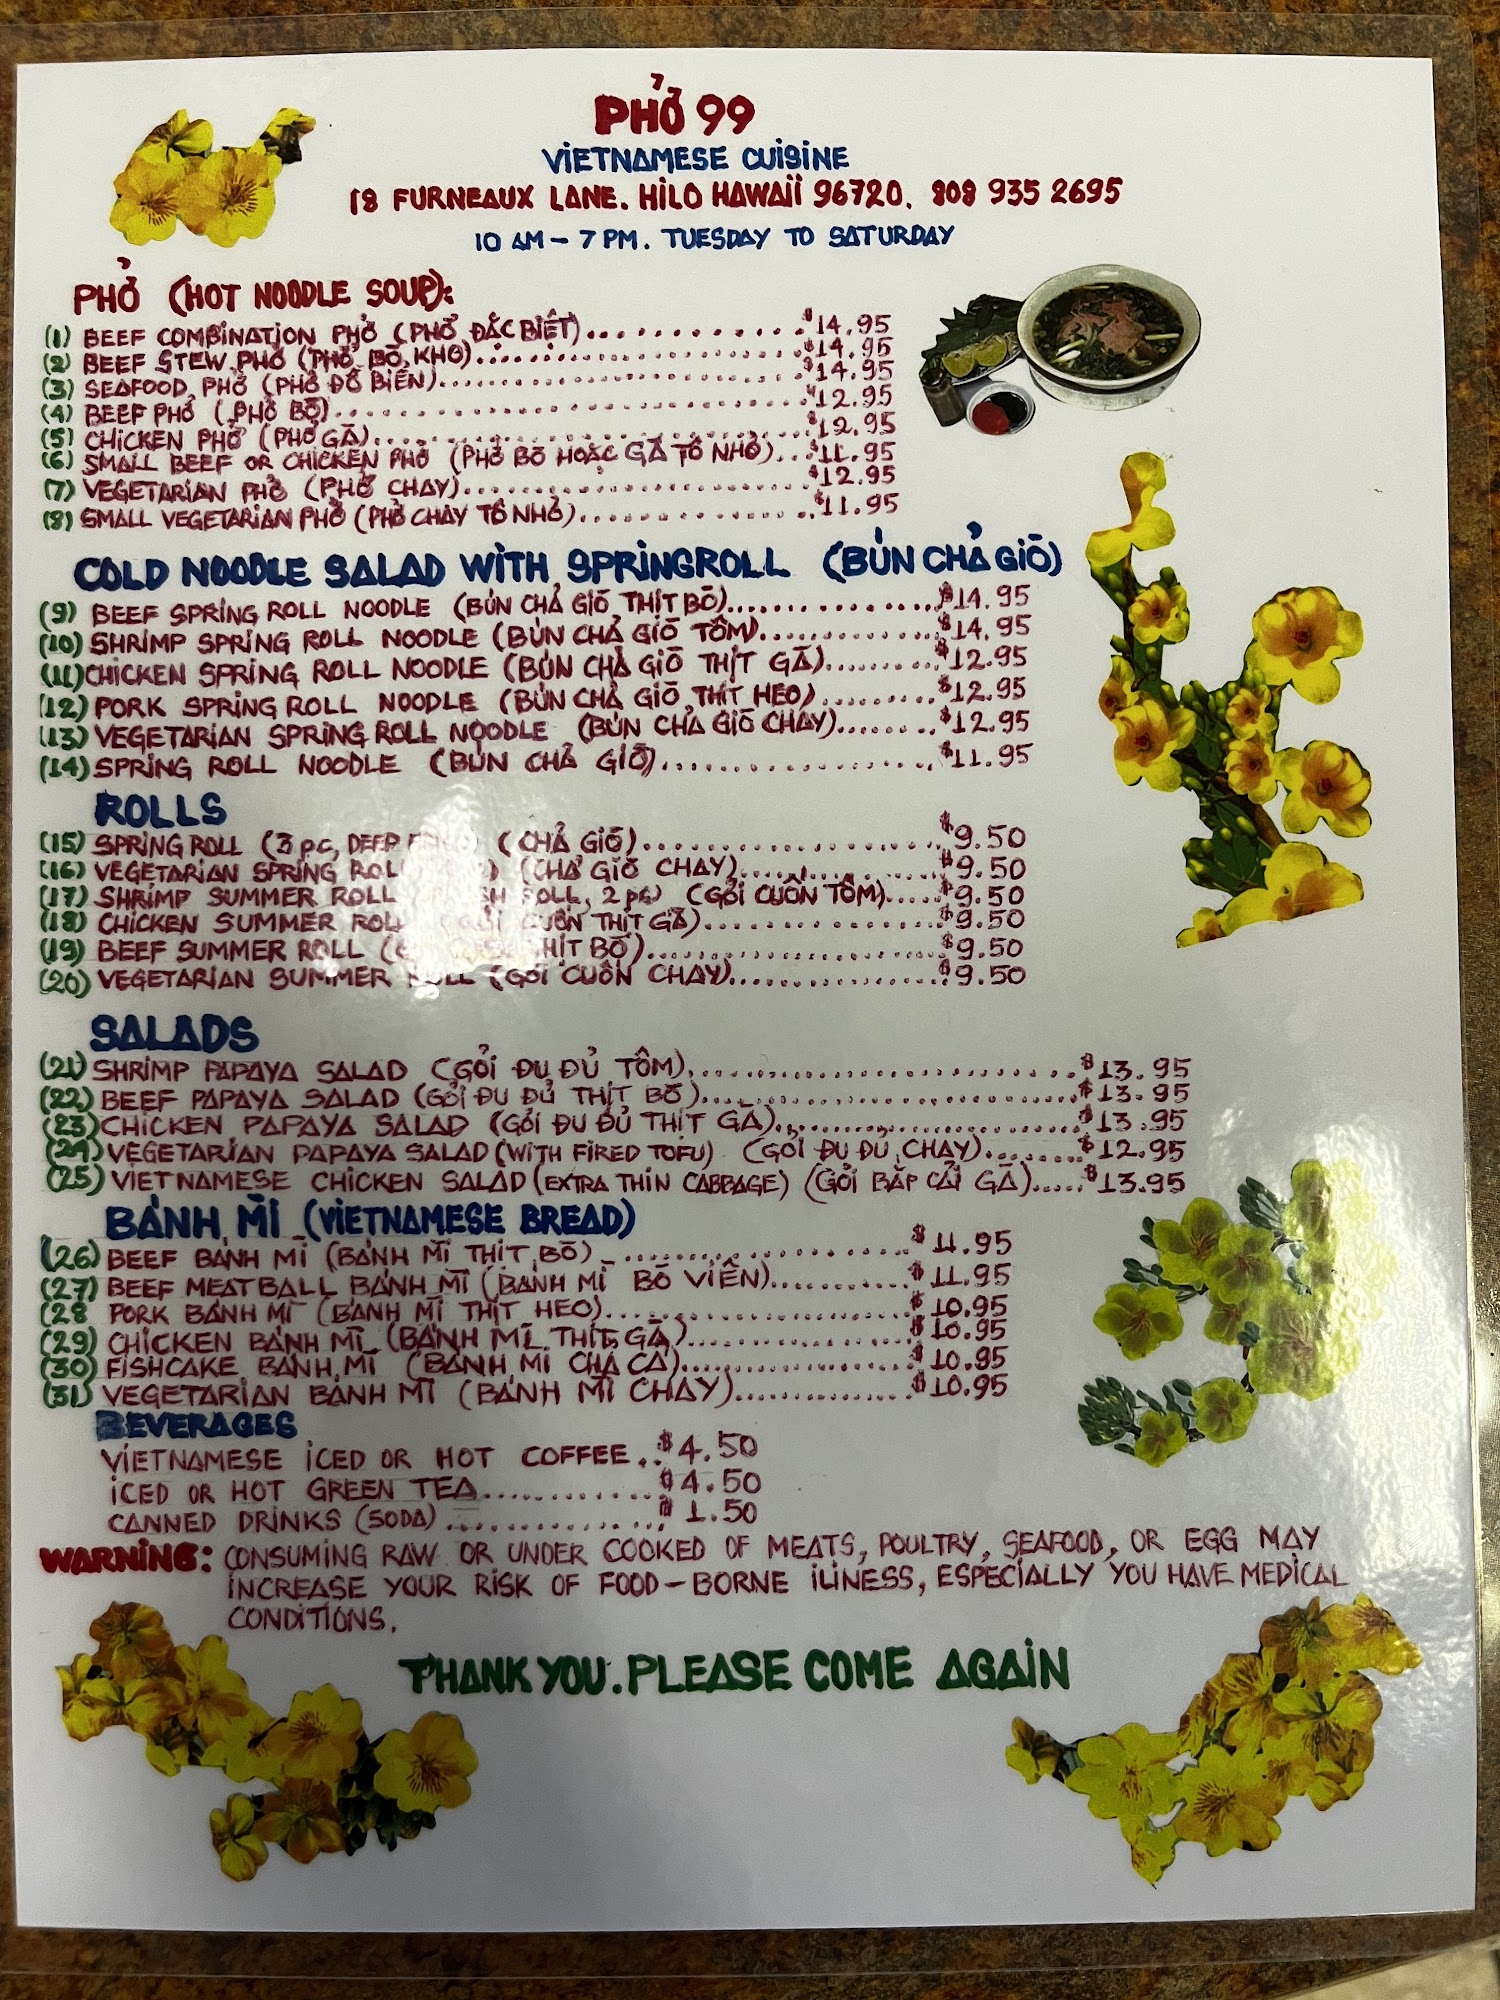 PHỞ 99
VIETNAMESE CUISINE
18 FURNEAUX LANE. HILO HAWAII 96720. 808 935 2695
10 AM - 7 PM. TUESDAY TO SATURDAY
PHỞ (HOT NOODLE SOUP):
(1) BEEF COMBINATION PHỞ (PHỞ ĐẶC BIỆT)............ $14.95
(2) BEEF STEW PHỞ (PHỞ BÒ KHO)............ $14.95
(3) SEAFOOD PHỞ (PHỞ ĐỒ BIỂN)............ $14.95
(4) BEEF PHỞ (PHỞ BÒ)............ $12.95
(5) CHICKEN PHỞ (PHỞ GÀ)............ $12.95
(6) SMALL BEEF OR CHICKEN PHỞ (PHỞ BÒ HOẶC GÀ TÔ NHỎ)... $11.95
(7) VEGETARIAN PHỞ (PHỞ CHAY)............ $12.95
(8) SMALL VEGETARIAN PHỞ (PHỞ CHAY TÔ NHỎ)............ $11.95
COLD NOODLE SALAD WITH SPRINGROLL (BÚN CHẢ GIÒ)
(9) BEEF SPRING ROLL NOODLE (BÚN CHẢ GIÒ THỊT BÒ)............ $14.95
(10) SHRIMP SPRING ROLL NOODLE (BÚN CHẢ GIÒ TÔM)............ $14.95
(11) CHICKEN SPRING ROLL NOODLE (BÚN CHẢ GIÒ THỊT GÀ)......... $12.95
(12) PORK SPRING ROLL NOODLE (BÚN CHẢ GIÒ THỊT HEO)......... $12.95
(13) VEGETARIAN SPRING ROLL NOODLE (BÚN CHẢ GIÒ CHAY)...... $12.95
(14) SPRING ROLL NOODLE (BÚN CHẢ GIÒ)............ $11.95
ROLLS
(15) SPRING ROLL (3 pc, DEEP (CHẢ GIÒ)............ $9.50
(16) VEGETARIAN SPRING (CHẢ GIÒ CHAY)............ $9.50
(17) SHRIMP SUMMER ROLL ROLL, 2 pc) (GỎI CUỐN TÔM)..... $9.50
(18) CHICKEN SUMMER CUỐN THỊT GÀ)............ $9.50
(19) BEEF SUMMER ROLL BÒ)............ $9.50
(20) VEGETARIAN SUMMER (GỎI CUỐN CHAY)............ $9.50
SALADS
(21) SHRIMP PAPAYA SALAD (GỎI ĐU ĐỦ TÔM)............ $13.95
(22) BEEF PAPAYA SALAD (GỎI ĐU ĐỦ THỊT BÒ)............ $13.95
(23) CHICKEN PAPAYA SALAD (GỎI ĐU ĐỦ THỊT GÀ)............ $13.95
(24) VEGETARIAN PAPAYA SALAD (WITH FIRED TOFU) (GỎI ĐU ĐỦ CHAY)........ $12.95
(25) VIETNAMESE CHICKEN SALAD (EXTRA THIN CABBAGE) (GỎI BẮP CẢI GÀ)..... $13.95
BÁNH MÌ (VIETNAMESE BREAD)
(26) BEEF BÁNH MÌ (BÁNH MÌ THỊT BÒ)............ $11.95
(27) BEEF MEATBALL BÁNH MÌ (BÁNH MÌ BÒ VIÊN)............ $11.95
(28 PORK BÁNH MÌ (BÁNH MÌ THỊT HEO)............ $10.95
(29) CHICKEN BÁNH MÌ (BÁNH MÌ THỊT GÀ)............ $10.95
(30) FISHCAKE BÁNH MÌ (BÁNH MÌ CHẢ CÁ)............ $10.95
(31) VEGETARIAN BÁNH MÌ (BÁNH MÌ CHAY)............ $10.95
BEVERAGES
VIETNAMESE ICED OR HOT COFFEE.. $4.50
ICED OR HOT GREEN TEA............ $4.50
CANNED DRINKS (SODA)............ $1.50
WARNING: CONSUMING RAW OR UNDER COOKED OF MEATS, POULTRY, SEAFOOD, OR EGG MAY
INCREASE YOUR RISK OF FOOD-BORNE ILINESS, ESPECIALLY YOU HAVE MEDICAL
CONDITIONS.
THANK YOU. PLEASE COME AGAIN